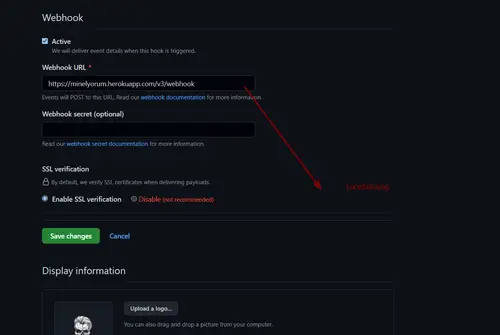 Webhook
Active
We will deliver event details when this hook is triggered.
Webhook URL *
https://minelyorum.herokuapp.com/v3/webhook
Events will POST to this URL. Read our webhook documentation for more information.
Webhook secret (optional)
Read our webhook secret documentation for more information.
SSL verification
By default, we verify SSL certificates when delivering payloads.
Enable SSL verification
Disable (not recommended)
Save changes
Cancel
Display information
Upload a logo...
You can also drag and drop a picture from your computer.